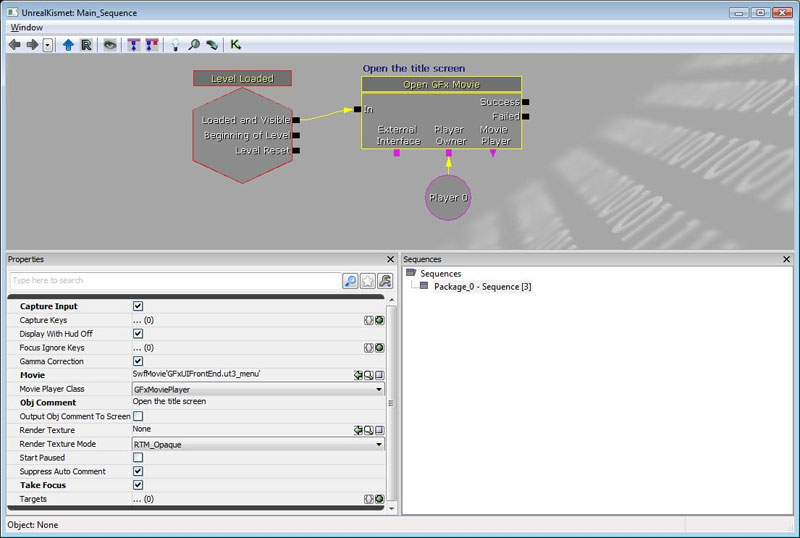 UnrealKismet: Main_Sequence
Window
Open the title screen
Level Loaded
Open GFx Movie
Loaded and Visible
Beginning of Level
Level Reset
In
Success
Failed
External Interface
Player Owner
Movie Player
Player 0
Properties
Type here to search
Capture Input
Capture Keys ... (0)
Display With Hud Off
Focus Ignore Keys ... (0)
Gamma Correction
Movie SwfMovie'GFxUIFrontEnd.ut3_menu'
Movie Player Class GFxMoviePlayer
Obj Comment Open the title screen
Output Obj Comment To Screen
Render Texture None
Render Texture Mode RTM_Opaque
Start Paused
Suppress Auto Comment
Take Focus
Targets ... (0)
Sequences
Sequences
Package_0 - Sequence [3]
Object: None